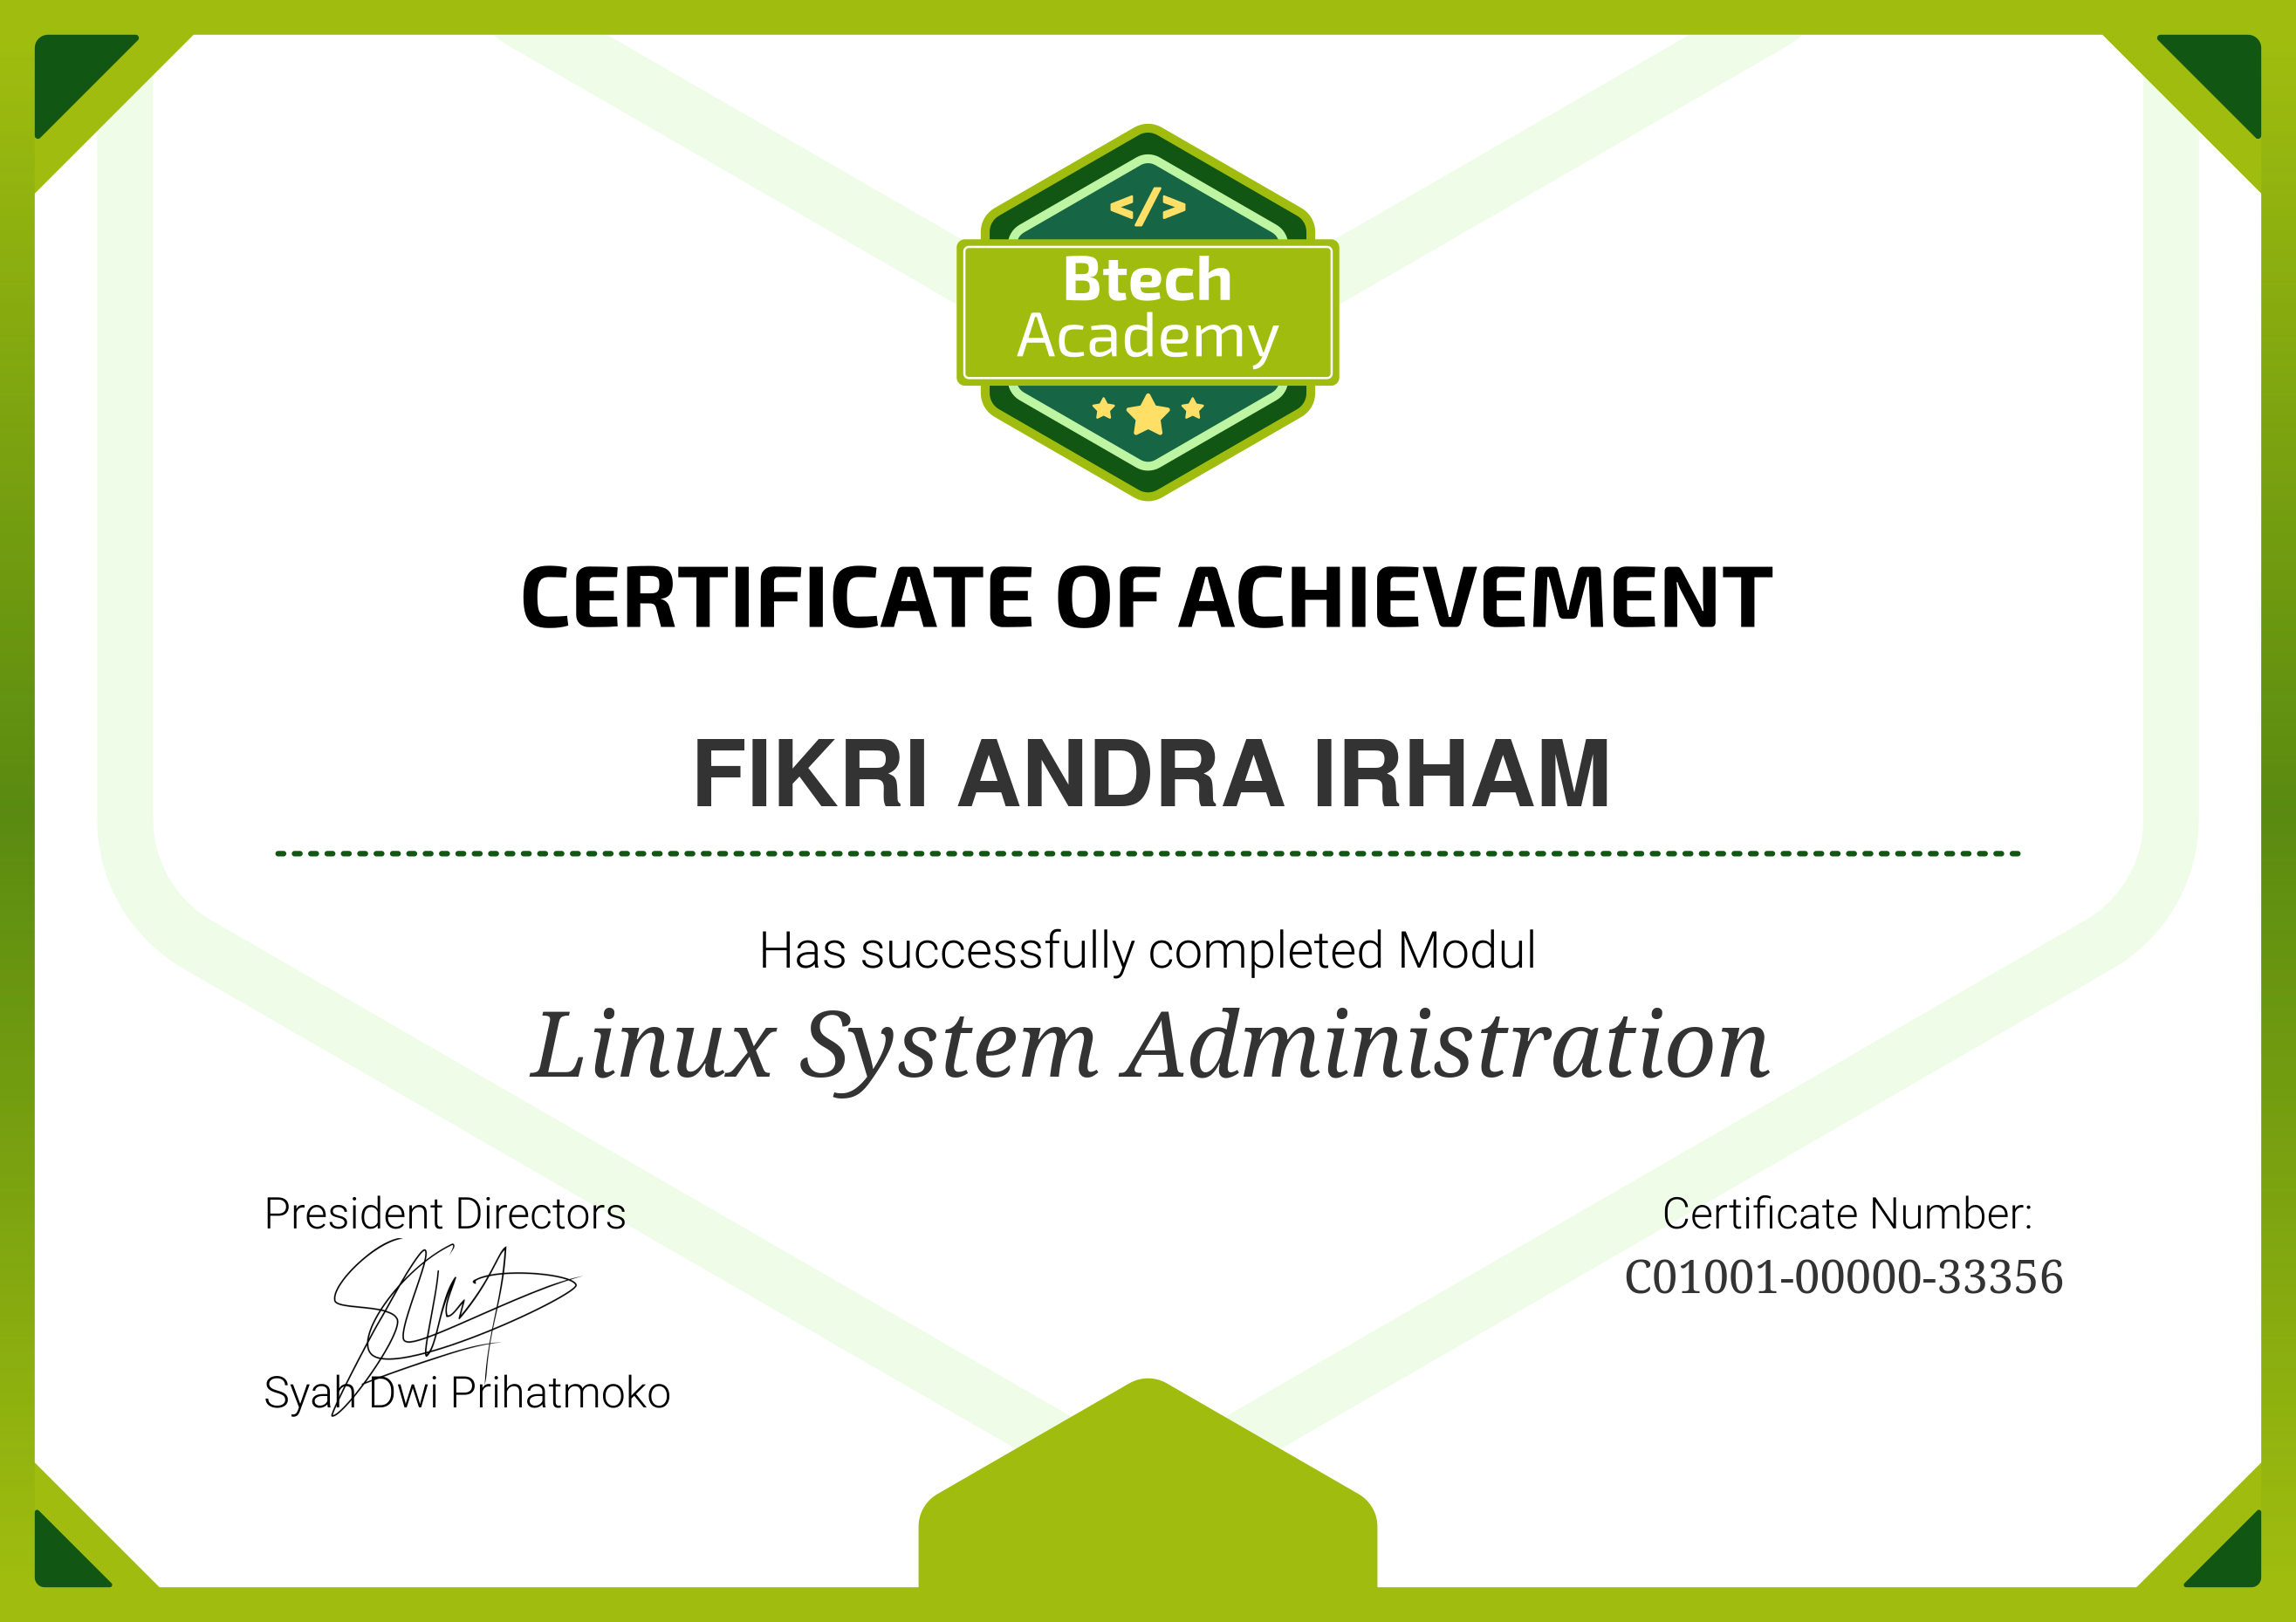 </>
Btech
Academy
CERTIFICATE OF ACHIEVEMENT
FIKRI ANDRA IRHAM
Has successfully completed Modul
Linux System Administration
President Directors
Syah Dwi Prihatmoko
Certificate Number:
C01001-00000-33356